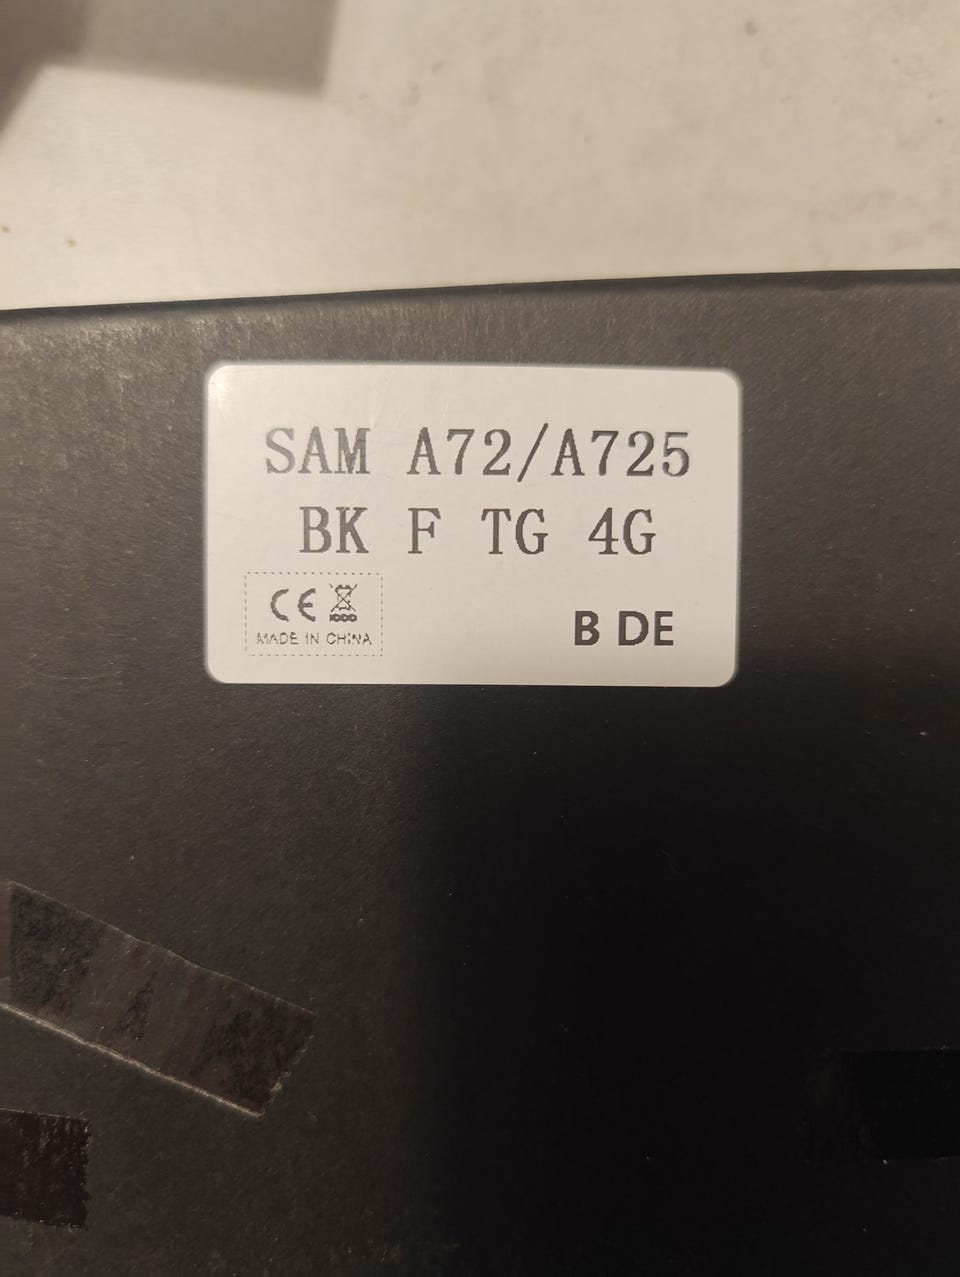 SAM A72/A725
BK F TG 4G
CE
MADE IN CHINA
B DE